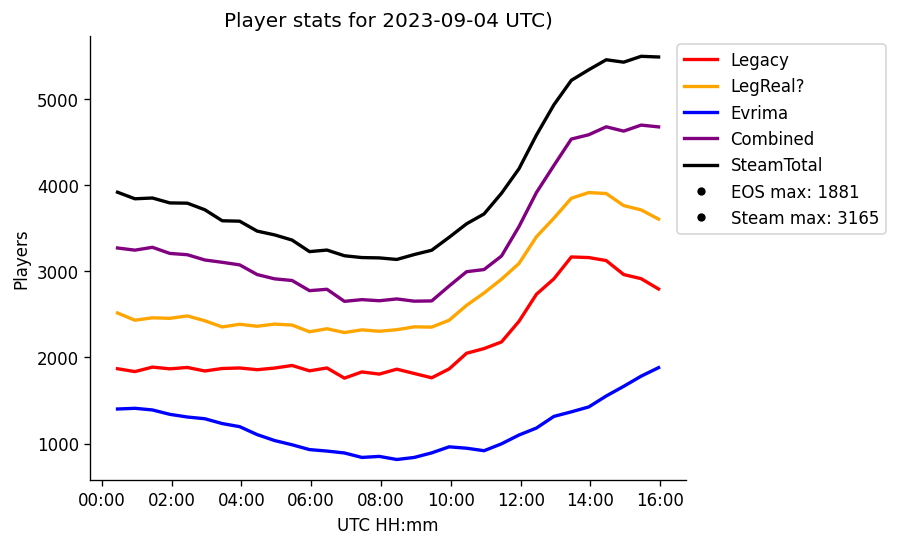 Player stats for 2023-09-04 UTC)
Legacy
LegReal?
Evrima
Combined
SteamTotal
EOS max: 1881
Steam max: 3165
Players
5000
4000
3000
2000
1000
00:00 02:00 04:00 06:00 08:00 10:00 12:00 14:00 16:00
UTC HH:mm